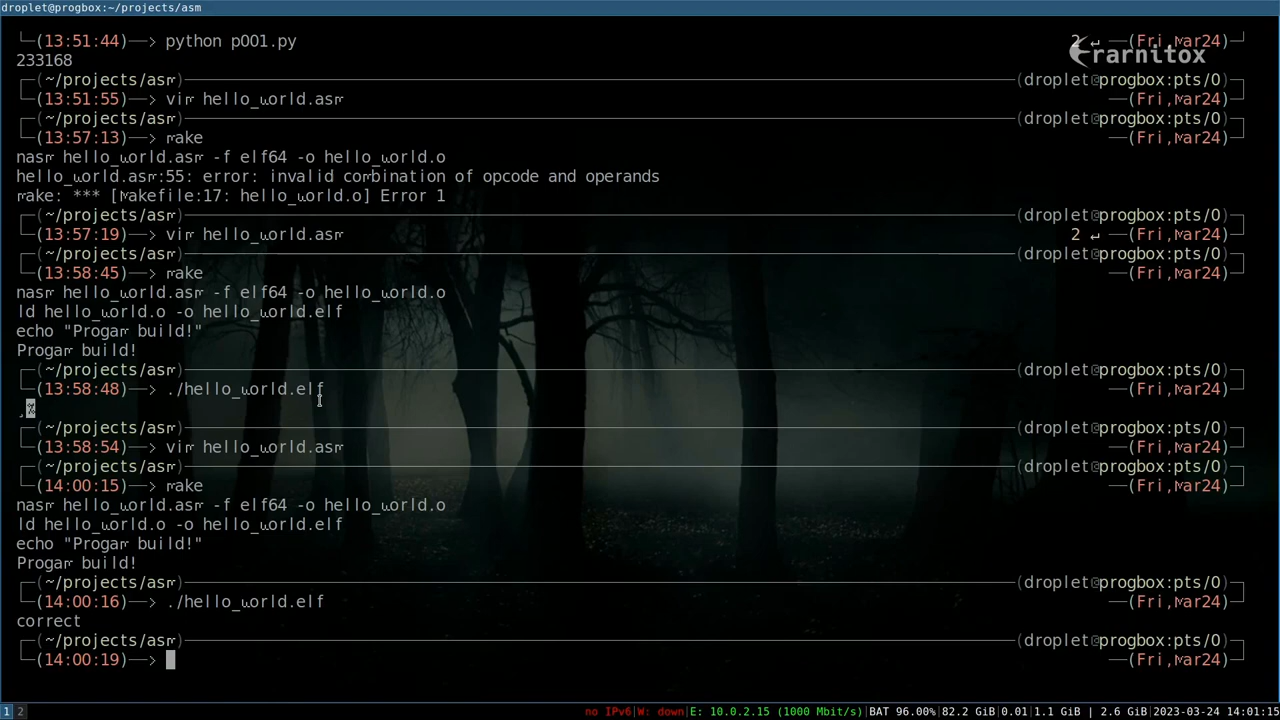 droplet@progbox:~/projects/asm
└─(13:51:44)──> python p001.py 2 ↵ ──(Fri,Mar24)─┘
rarnitox
233168
┌─(~/projects/asm)─(droplet@progbox:pts/0)─┐
└─(13:51:55)──> vim hello_world.asm ──(Fri,Mar24)─┘
┌─(~/projects/asm)─(droplet@progbox:pts/0)─┐
└─(13:57:13)──> make ──(Fri,Mar24)─┘
nasm hello_world.asm -f elf64 -o hello_world.o
hello_world.asm:55: error: invalid combination of opcode and operands
make: *** [Makefile:17: hello_world.o] Error 1
┌─(~/projects/asm)─(droplet@progbox:pts/0)─┐
└─(13:57:19)──> vim hello_world.asm 2 ↵ ──(Fri,Mar24)─┘
┌─(~/projects/asm)─(droplet@progbox:pts/0)─┐
└─(13:58:45)──> make ──(Fri,Mar24)─┘
nasm hello_world.asm -f elf64 -o hello_world.o
ld hello_world.o -o hello_world.elf
echo "Progam build!"
Progam build!
┌─(~/projects/asm)─(droplet@progbox:pts/0)─┐
└─(13:58:48)──> ./hello_world.elf ──(Fri,Mar24)─┘
%
┌─(~/projects/asm)─(droplet@progbox:pts/0)─┐
└─(13:58:54)──> vim hello_world.asm ──(Fri,Mar24)─┘
┌─(~/projects/asm)─(droplet@progbox:pts/0)─┐
└─(14:00:15)──> make ──(Fri,Mar24)─┘
nasm hello_world.asm -f elf64 -o hello_world.o
ld hello_world.o -o hello_world.elf
echo "Progam build!"
Progam build!
┌─(~/projects/asm)─(droplet@progbox:pts/0)─┐
└─(14:00:16)──> ./hello_world.elf ──(Fri,Mar24)─┘
correct
┌─(~/projects/asm)─(droplet@progbox:pts/0)─┐
└─(14:00:19)──> ──(Fri,Mar24)─┘
1 2 no IPv6|W: down|E: 10.0.2.15 (1000 Mbit/s)|BAT 96.00%|82.2 GiB|0.01|1.1 GiB | 2.6 GiB|2023-03-24 14:01:15